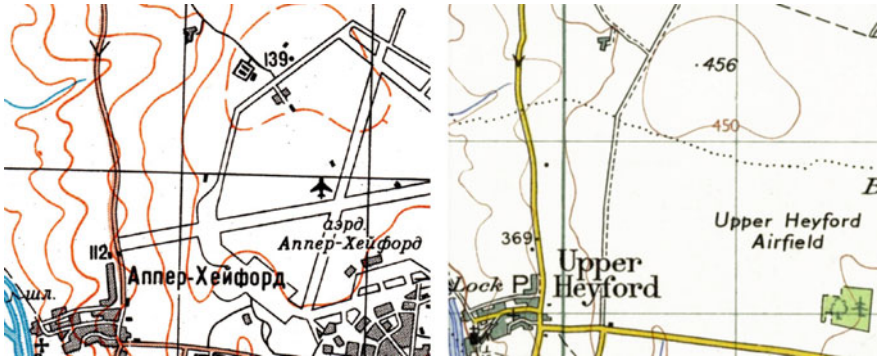 139
112
аэрд.
Аппер-Хейфорд
Аппер-Хейфорд
шл.
456
450
369
Upper Heyford
Airfield
Lock
P
Upper
Heyford